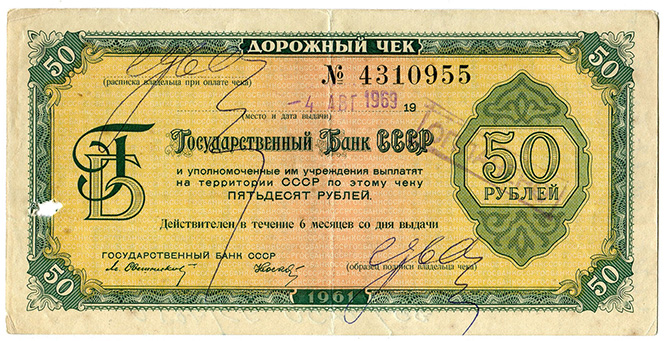 50 ДОРОЖНЫЙ ЧЕК 50
№ 4310955
(расписка владельца при оплате чека)
-4 АВГ 1969 19
(место и дата выдачи)
ГБ
Государственный Банк СССР
и уполномоченные им учреждения выплатят
на территории СССР по этому чеку
ПЯТЬДЕСЯТ РУБЛЕЙ.
50
РУБЛЕЙ
Действителен в течение 6 месяцев со дня выдачи
ГОСУДАРСТВЕННЫЙ БАНК СССР
(образец подписи владельца чека)
50 1961 50